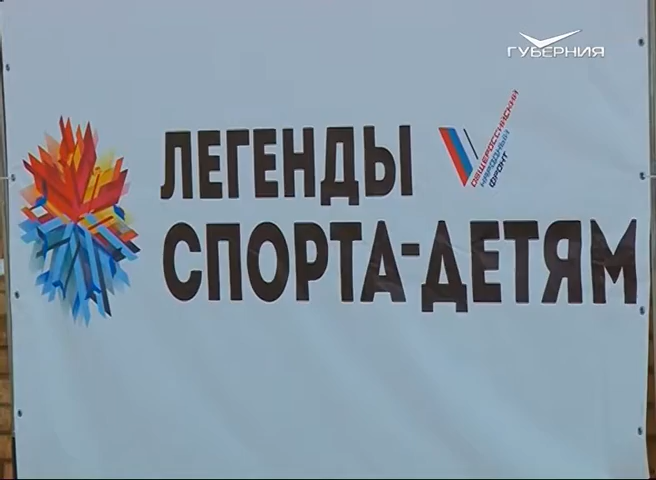 ГУБЕРНИЯ
ЛЕГЕНДЫ
ОБЩЕРОССИЙСКИЙ
НАРОДНЫЙ
ФРОНТ
СПОРТА-ДЕТЯМ